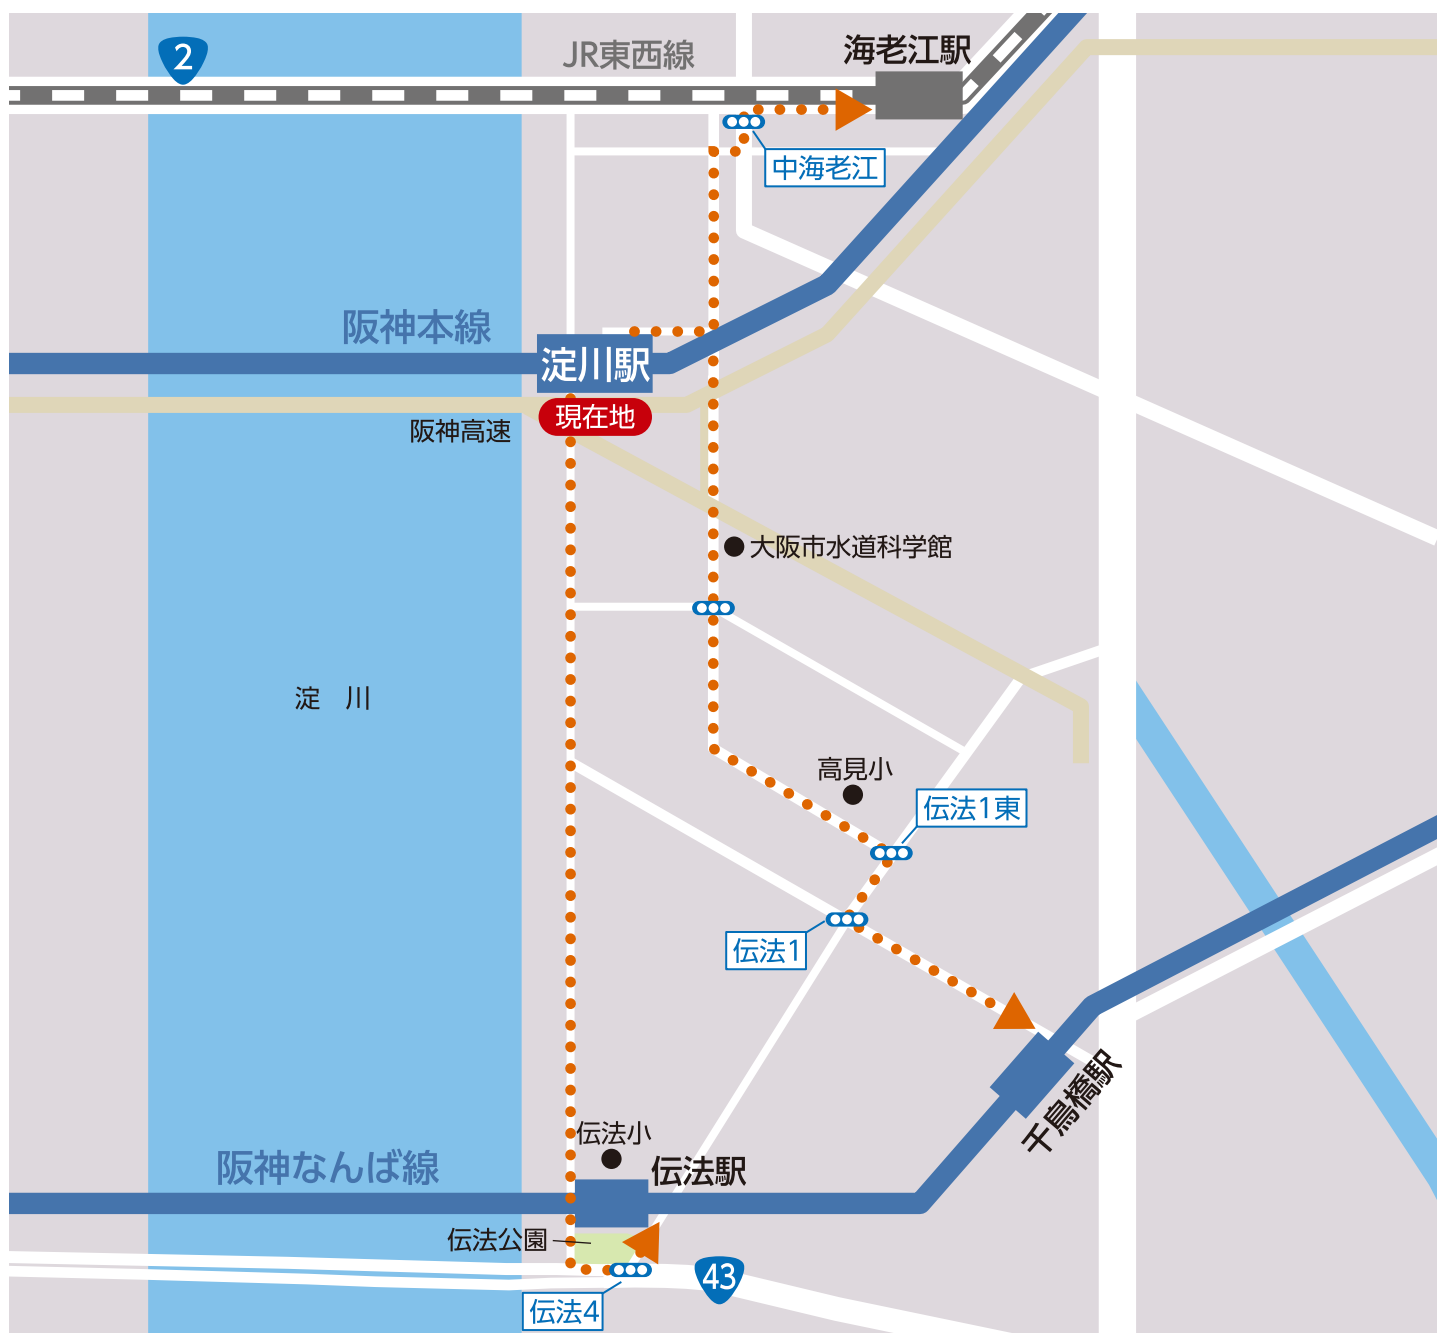 2
JR東西線
海老江駅
中海老江
阪神本線
淀川駅
現在地
阪神高速
大阪市水道科学館
淀　川
高見小
伝法1東
伝法1
千鳥橋駅
伝法小
伝法駅
阪神なんば線
伝法公園
43
伝法4